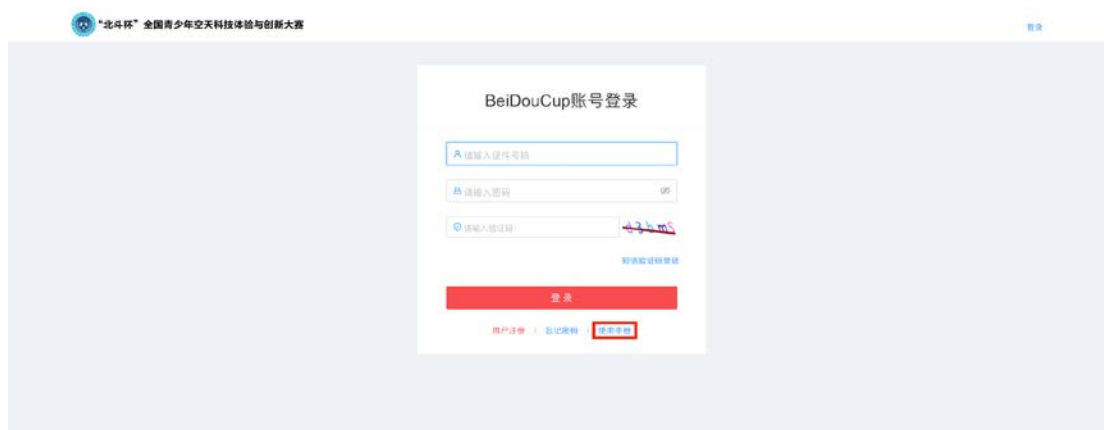 “北斗杯”全国青少年空天科技体验与创新大赛
登录
BeiDouCup账号登录
请输入证件号码
请输入密码
请输入验证码
短信验证码登录
登录
用户注册 | 忘记密码 | 使用手册